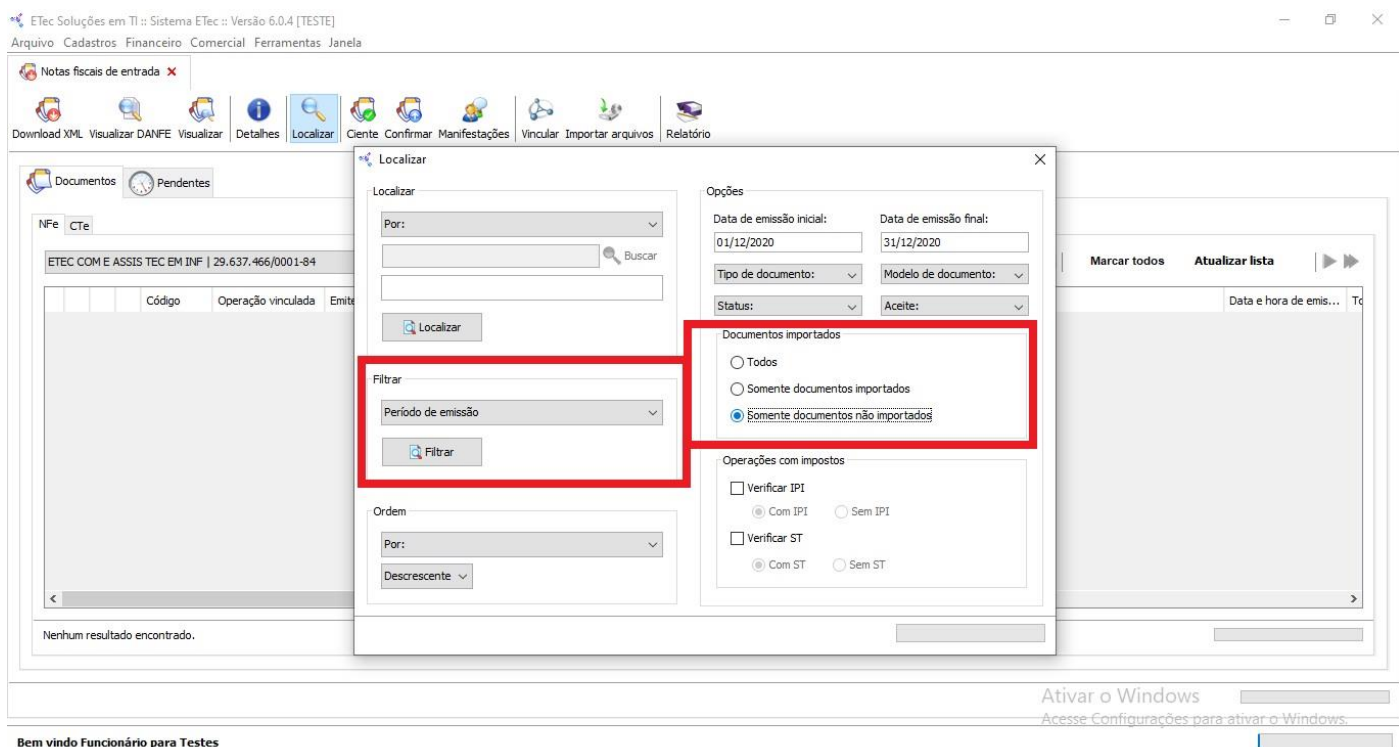 ETec Soluções em TI :: Sistema ETec :: Versão 6.0.4 [TESTE]
Arquivo Cadastros Financeiro Comercial Ferramentas Janela
Notas fiscais de entrada
Download XML Visualizar DANFE Visualizar Detalhes Localizar Ciente Confirmar Manifestações Vincular Importar arquivos Relatório
Documentos Pendentes
NFe CTe
ETEC COM E ASSIS TEC EM INF | 29.637.466/0001-84
Marcar todos Atualizar lista
Código Operação vinculada Emite
Data e hora de emis... To
Nenhum resultado encontrado.
Localizar
Localizar
Por:
Buscar
Localizar
Filtrar
Período de emissão
Filtrar
Ordem
Por:
Descrescente
Opções
Data de emissão inicial: Data de emissão final:
01/12/2020 31/12/2020
Tipo de documento: Modelo de documento:
Status: Aceite:
Documentos importados
Todos
Somente documentos importados
Somente documentos não importados
Operações com impostos
Verificar IPI
Com IPI Sem IPI
Verificar ST
Com ST Sem ST
Ativar o Windows
Acesse Configurações para ativar o Windows.
Bem vindo Funcionário para Testes